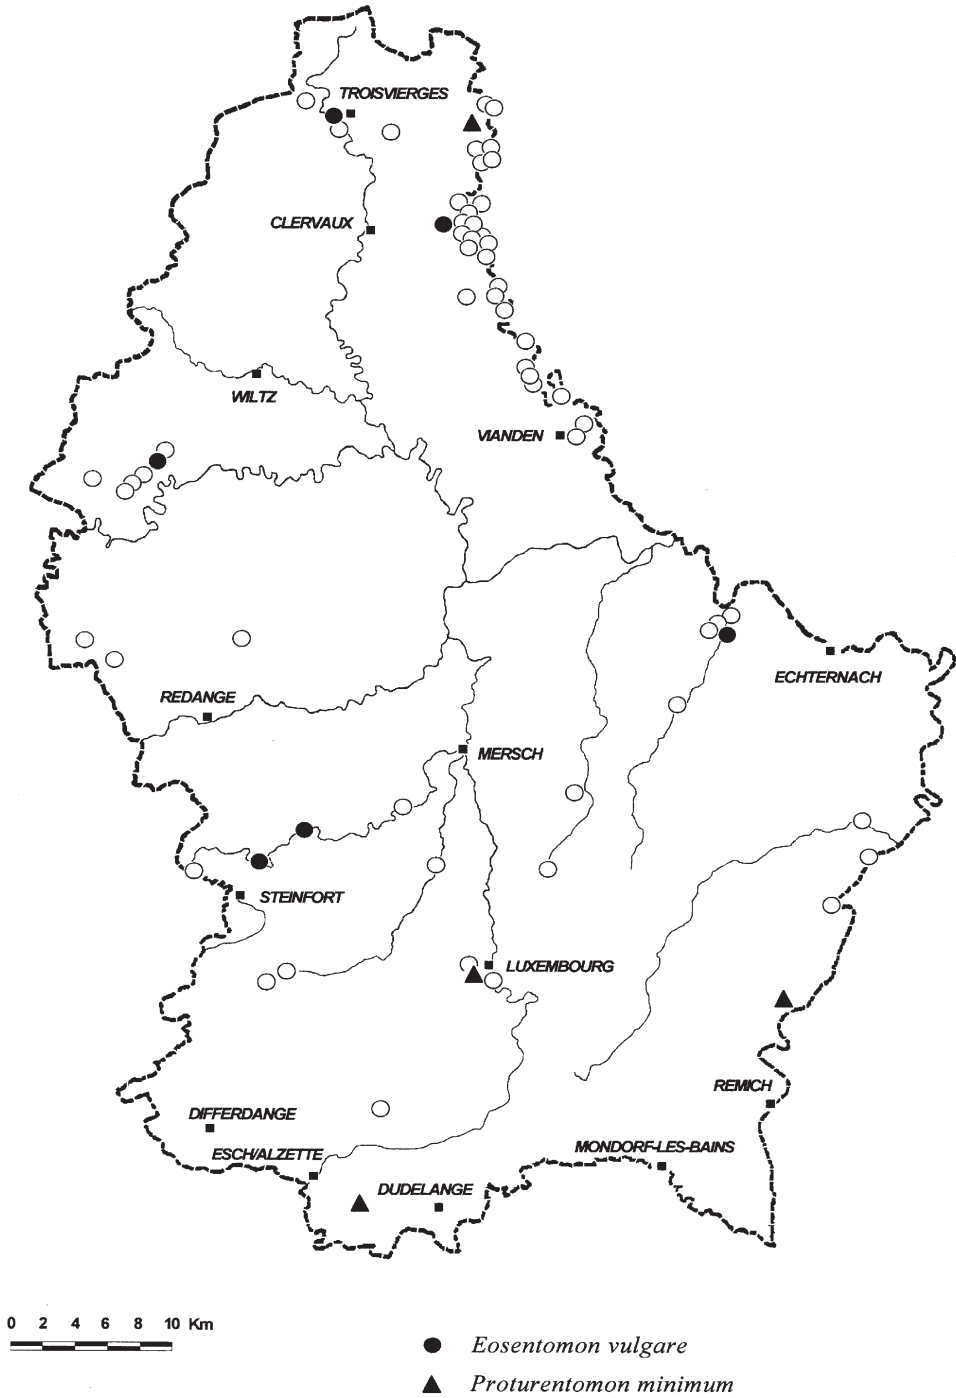 TROISVIERGES
CLERVAUX
WILTZ
VIANDEN
ECHTERNACH
REDANGE
MERSCH
STEINFORT
LUXEMBOURG
REMICH
DIFFERDANGE
MONDORF-LES-BAINS
ESCH/ALZETTE
DUDELANGE
0 2 4 6 8 10 Km
Eosentomon vulgare
Proturentomon minimum